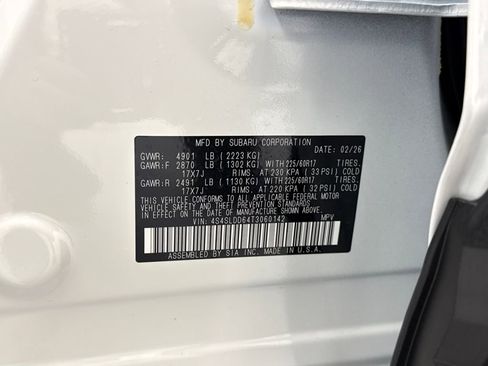 MFD BY SUBARU CORPORATION 02/26
GVWR: 4901 LB (2223 KG)
GAWR:F 2870 LB (1302 KG) WITH 225/60R17 TIRES.
17X7J RIMS. AT 230 KPA (33 PSI) COLD
GAWR:R 2491 LB (1130 KG) WITH 225/60R17 TIRES.
17X7J RIMS. AT 220 KPA (32 PSI) COLD
THIS VEHICLE CONFORMS TO ALL APPLICABLE FEDERAL MOTOR
VEHICLE SAFETY AND THEFT PREVENTION STANDARDS
IN EFFECT ON THE DATE OF MANUFACTURE SHOWN ABOVE.
VIN: 4S4SLDD64T3060142 MPV
ASSEMBLED BY SIA INC. MADE IN U.S.A.